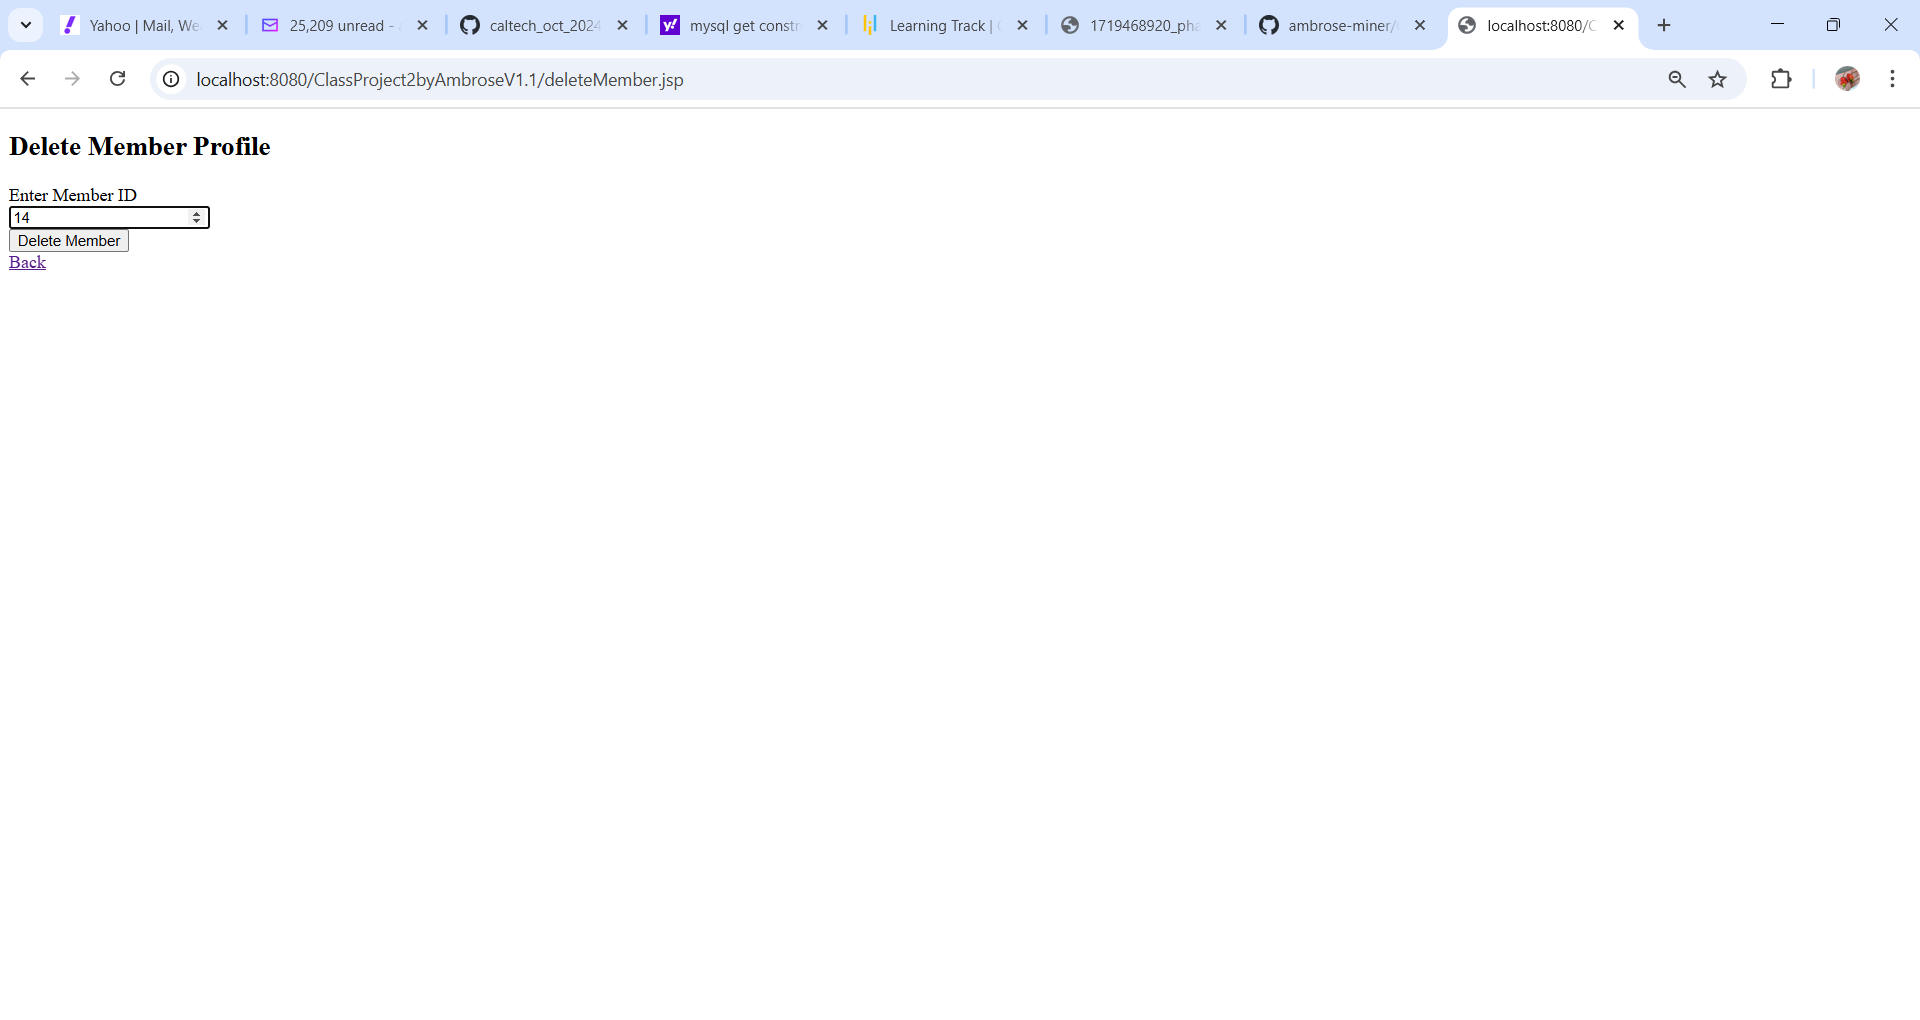 Yahoo | Mail, We
25,209 unread -
caltech_oct_2024
mysql get constr
Learning Track |
1719468920_pha
ambrose-miner/
localhost:8080/C
localhost:8080/ClassProject2byAmbroseV1.1/deleteMember.jsp
Delete Member Profile
Enter Member ID
14
Delete Member
Back